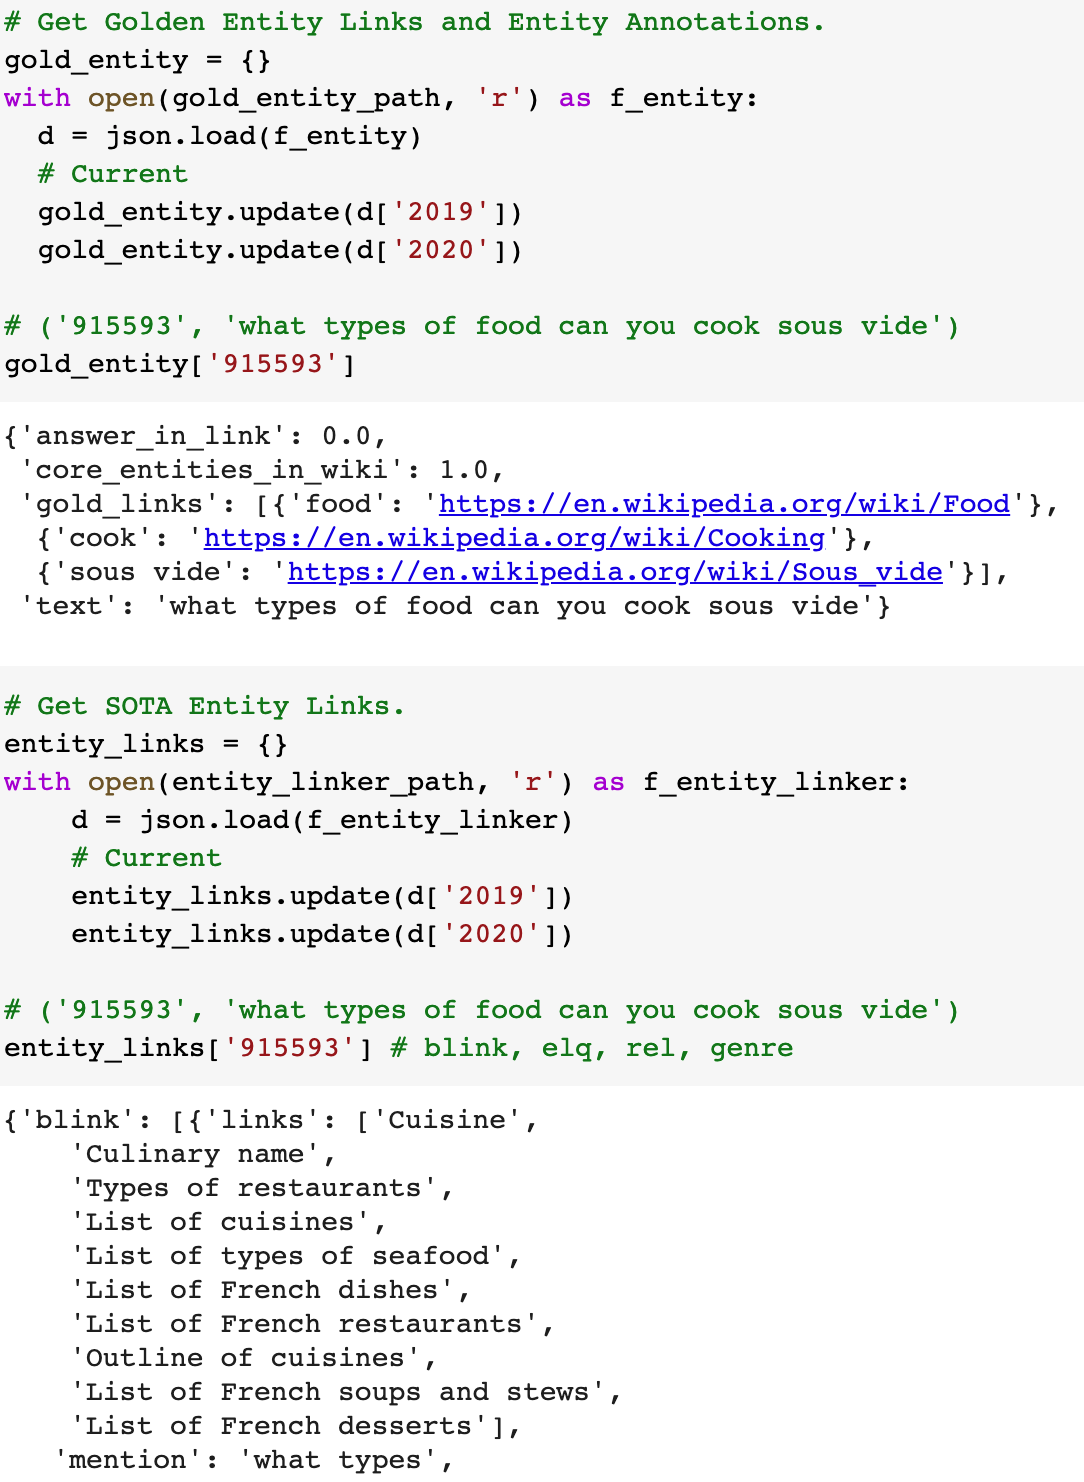 # Get Golden Entity Links and Entity Annotations.
gold_entity = {}
with open(gold_entity_path, 'r') as f_entity:
  d = json.load(f_entity)
  # Current
  gold_entity.update(d['2019'])
  gold_entity.update(d['2020'])

# ('915593', 'what types of food can you cook sous vide')
gold_entity['915593']

{'answer_in_link': 0.0,
 'core_entities_in_wiki': 1.0,
 'gold_links': [{'food': 'https://en.wikipedia.org/wiki/Food'},
  {'cook': 'https://en.wikipedia.org/wiki/Cooking'},
  {'sous vide': 'https://en.wikipedia.org/wiki/Sous_vide'}],
 'text': 'what types of food can you cook sous vide'}

# Get SOTA Entity Links.
entity_links = {}
with open(entity_linker_path, 'r') as f_entity_linker:
    d = json.load(f_entity_linker)
    # Current
    entity_links.update(d['2019'])
    entity_links.update(d['2020'])

# ('915593', 'what types of food can you cook sous vide')
entity_links['915593'] # blink, elq, rel, genre

{'blink': [{'links': ['Cuisine',
    'Culinary name',
    'Types of restaurants',
    'List of cuisines',
    'List of types of seafood',
    'List of French dishes',
    'List of French restaurants',
    'Outline of cuisines',
    'List of French soups and stews',
    'List of French desserts'],
   'mention': 'what types',